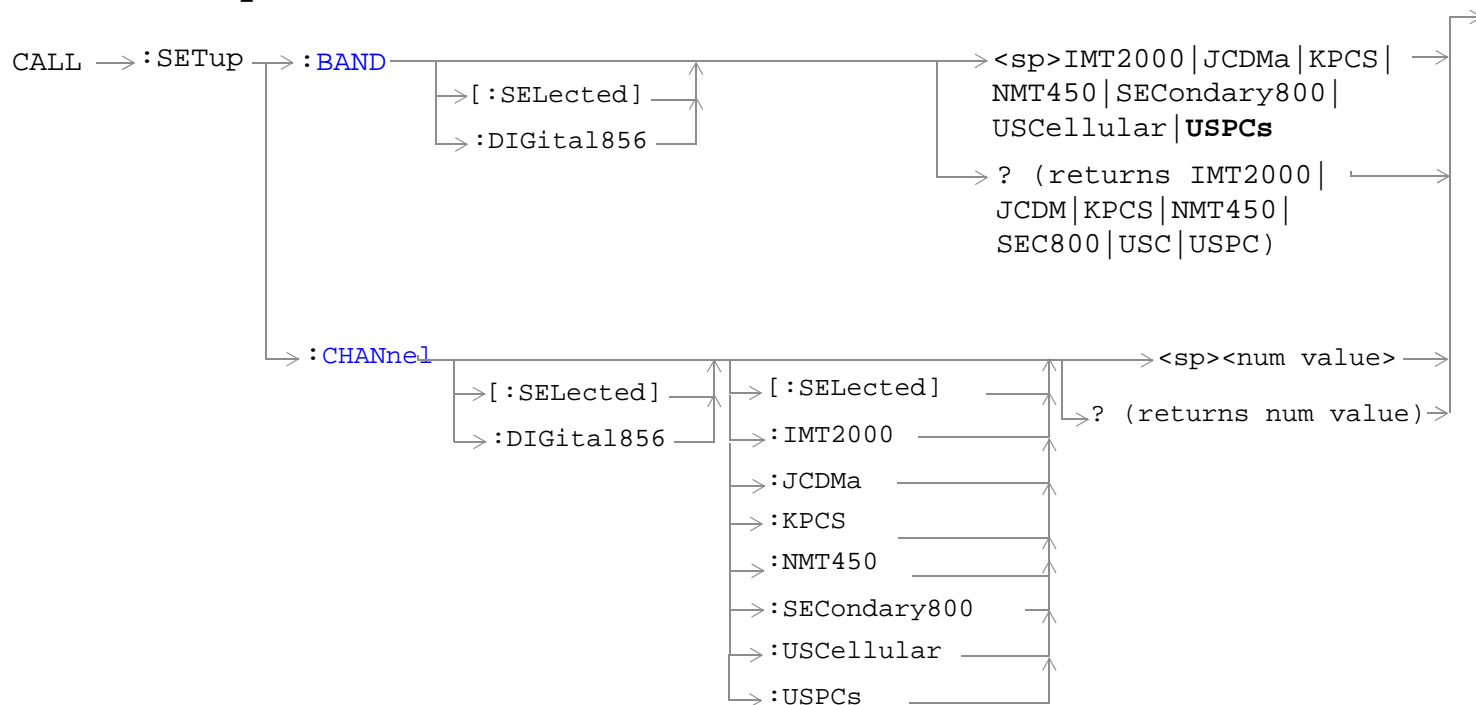 CALL :SETup :BAND <sp>IMT2000|JCDMa|KPCS|
[:SELected] NMT450|SECondary800|
:DIGital856 USCellular|USPCs
? (returns IMT2000|
JCDM|KPCS|NMT450|
SEC800|USC|USPC)
:CHANnel <sp><num value>
[:SELected] [:SELected] ? (returns num value)
:DIGital856 :IMT2000
:JCDMa
:KPCS
:NMT450
:SECondary800
:USCellular
:USPCs